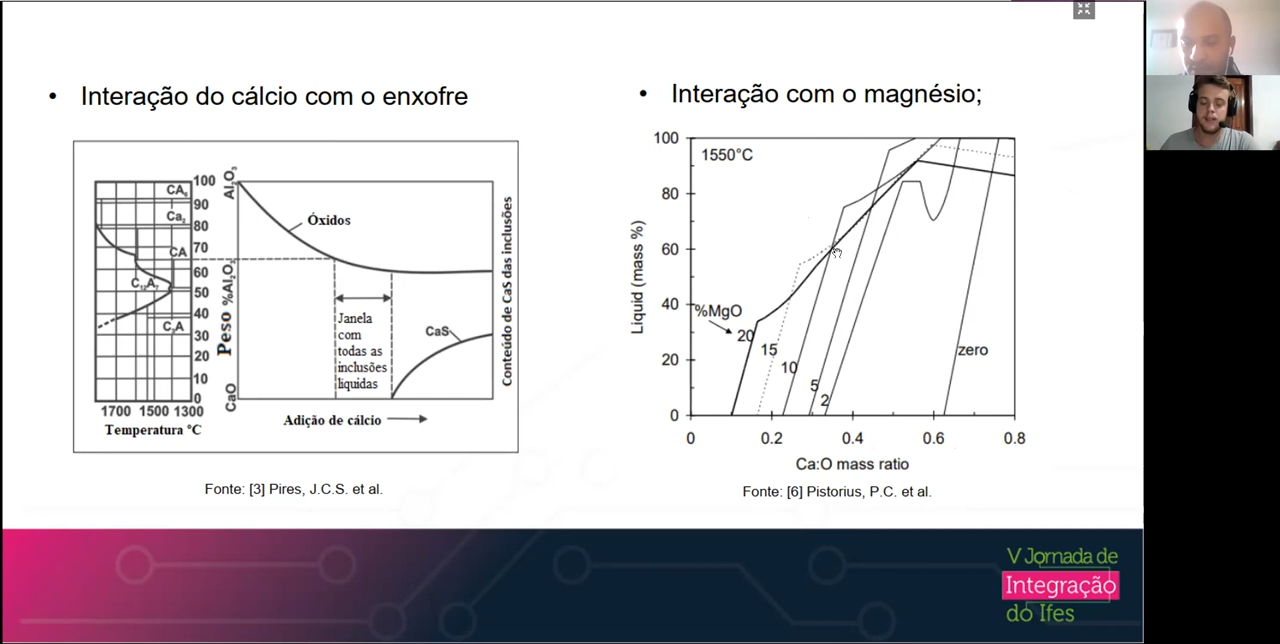 • Interação do cálcio com o enxofre
100
90
80
70
60
50
40
30
20
10
0
CA₆
Ca₂
CA
C₁₂A₇
C₃A
1700 1500 1300
Temperatura °C
Al₂O₃
Peso %Al₂O₃
CaO
Óxidos
Janela
com
todas as
inclusões
liquidas
CaS
Adição de cálcio
Conteúdo de CaS das inclusões
Fonte: [3] Pires, J.C.S. et al.
• Interação com o magnésio;
1550°C
Liquid (mass %)
100
80
60
40
20
0
%MgO
20
15
10
5
2
zero
0 0.2 0.4 0.6 0.8
Ca:O mass ratio
Fonte: [6] Pistorius, P.C. et al.
V Jornada de
Integração
do Ifes